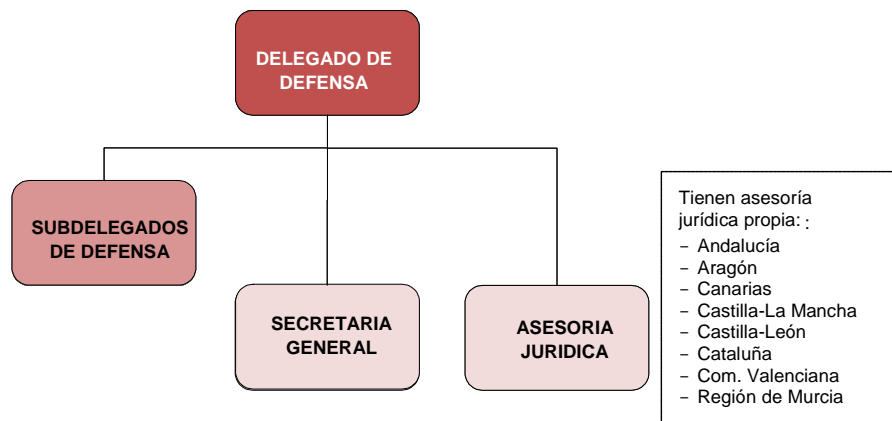 DELEGADO DE
DEFENSA
SUBDELEGADOS
DE DEFENSA
SECRETARIA
GENERAL
ASESORIA
JURIDICA
Tienen asesoría
jurídica propia: :
- Andalucía
- Aragón
- Canarias
- Castilla-La Mancha
- Castilla-León
- Cataluña
- Com. Valenciana
- Región de Murcia